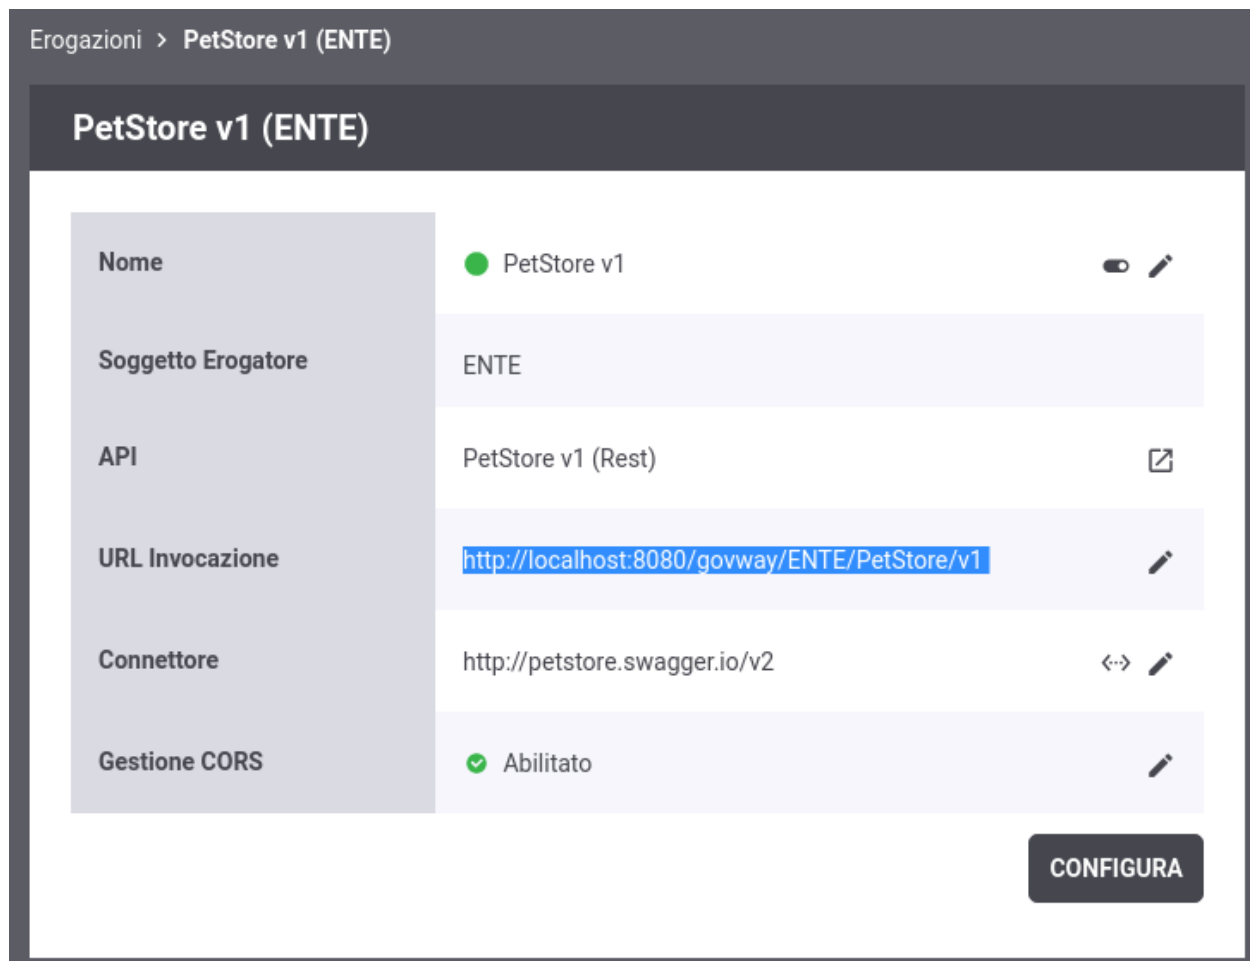 Erogazioni > PetStore v1 (ENTE)
PetStore v1 (ENTE)
Nome PetStore v1
Soggetto Erogatore ENTE
API PetStore v1 (Rest)
URL Invocazione http://localhost:8080/govway/ENTE/PetStore/v1
Connettore http://petstore.swagger.io/v2
Gestione CORS Abilitato
CONFIGURA